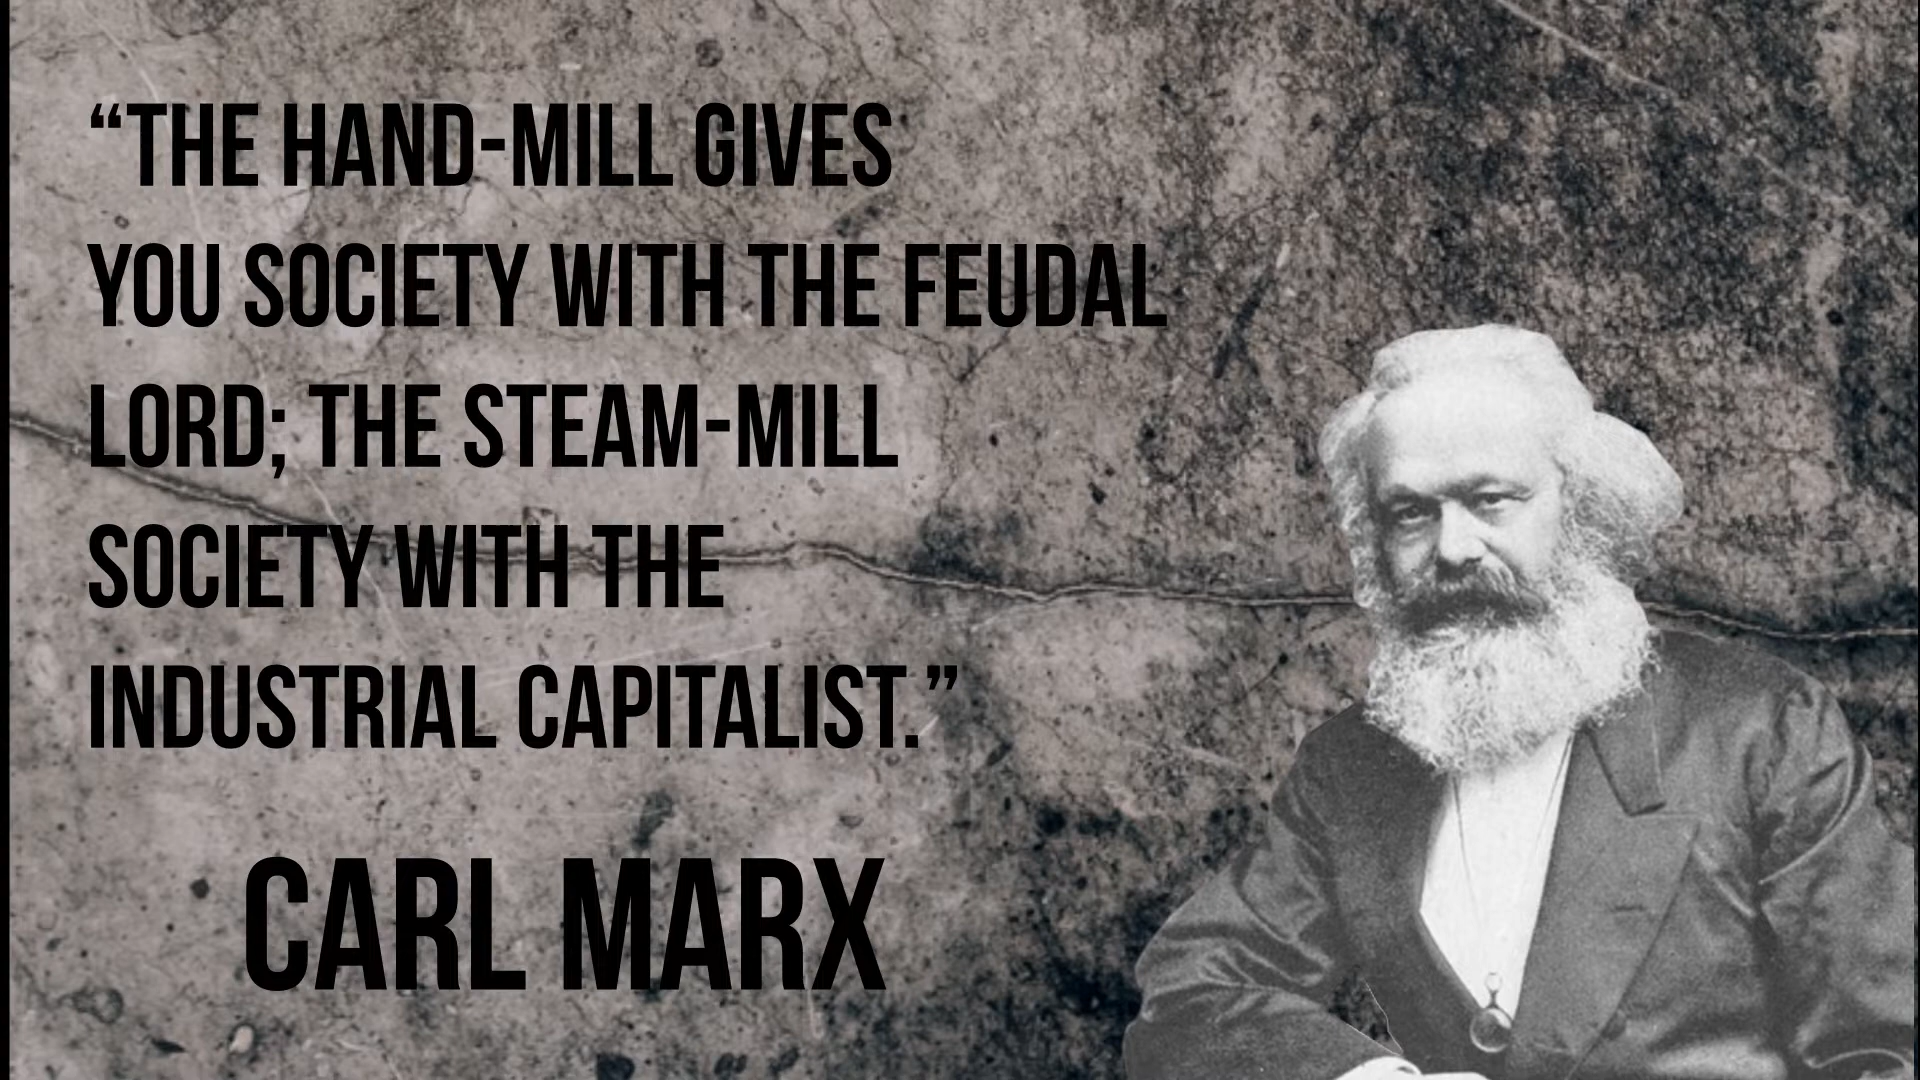 “THE HAND-MILL GIVES
YOU SOCIETY WITH THE FEUDAL
LORD; THE STEAM-MILL
SOCIETY WITH THE
INDUSTRIAL CAPITALIST.”
CARL MARX